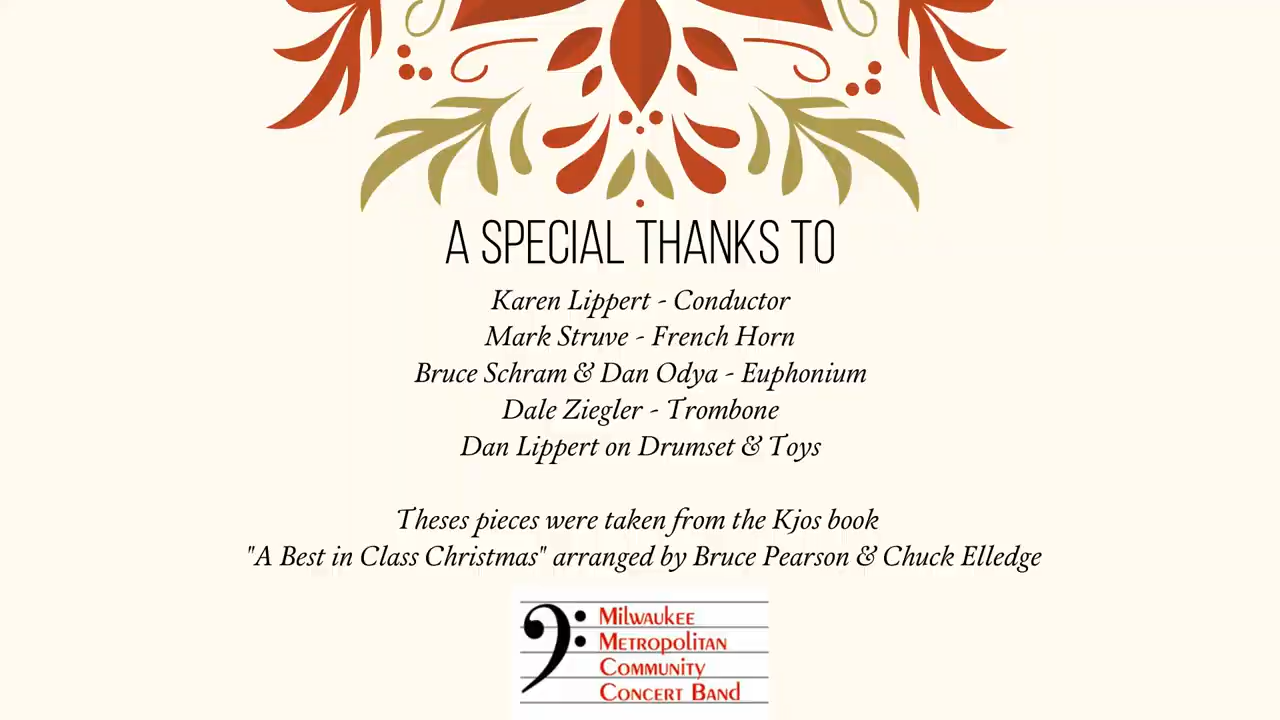 A SPECIAL THANKS TO
Karen Lippert - Conductor
Mark Struve - French Horn
Bruce Schram & Dan Odya - Euphonium
Dale Ziegler - Trombone
Dan Lippert on Drumset & Toys
Theses pieces were taken from the Kjos book
"A Best in Class Christmas" arranged by Bruce Pearson & Chuck Elledge
Milwaukee
Metropolitan
Community
Concert Band